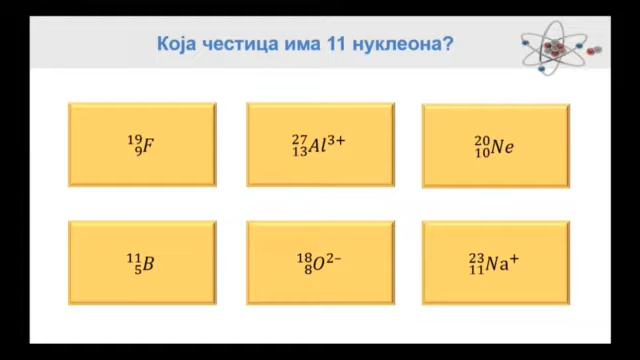 Која честица има 11 нуклеона?
¹⁹₉F
²⁷₁₃Al³⁺
²⁰₁₀Ne
¹¹₅B
¹⁸₈O²⁻
²³₁₁Na⁺